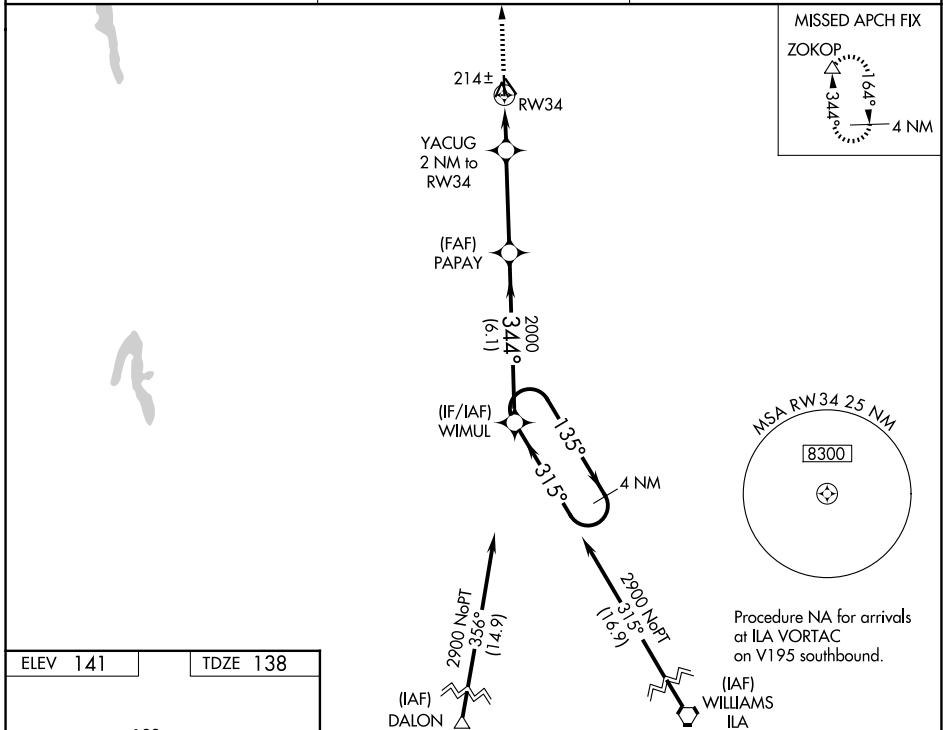 MISSED APCH FIX
ZOKOP
344°
164°
4 NM
214±
RW34
YACUG
2 NM to
RW34
(FAF)
PAPAY
2000
344°
(6.1)
(IF/IAF)
WIMUL
135°
315°
4 NM
MSA RW34 25 NM
8300
2900 NoPT
356°
(14.9)
2900 NoPT
315°
(16.9)
Procedure NA for arrivals
at ILA VORTAC
on V195 southbound.
(IAF)
DALON
(IAF)
WILLIAMS
ILA
ELEV 141
TDZE 138